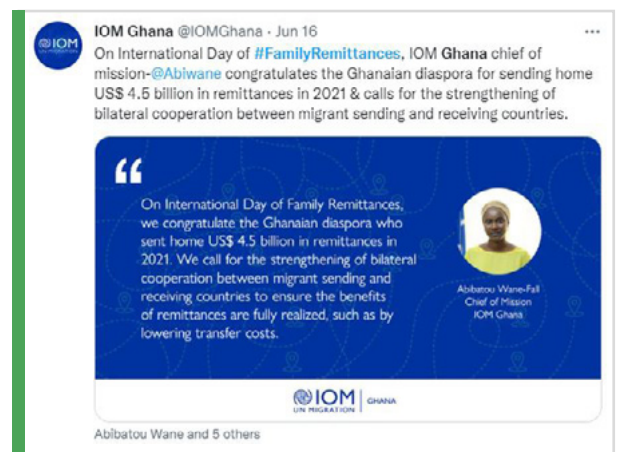 IOM Ghana @IOMGhana · Jun 16
On International Day of #FamilyRemittances, IOM Ghana chief of
mission-@Abiwane congratulates the Ghanaian diaspora for sending home
US$ 4.5 billion in remittances in 2021 & calls for the strengthening of
bilateral cooperation between migrant sending and receiving countries.
IOM
UN MIGRATION
“
On International Day of Family Remittances,
we congratulate the Ghanaian diaspora who
sent home US$ 4.5 billion in remittances in
2021. We call for the strengthening of bilateral
cooperation between migrant sending and
receiving countries to ensure the benefits
of remittances are fully realized, such as by
lowering transfer costs.
Abibatou Wane-Fall
Chief of Mission
IOM Ghana
IOM
UN MIGRATION
GHANA
Abibatou Wane and 5 others